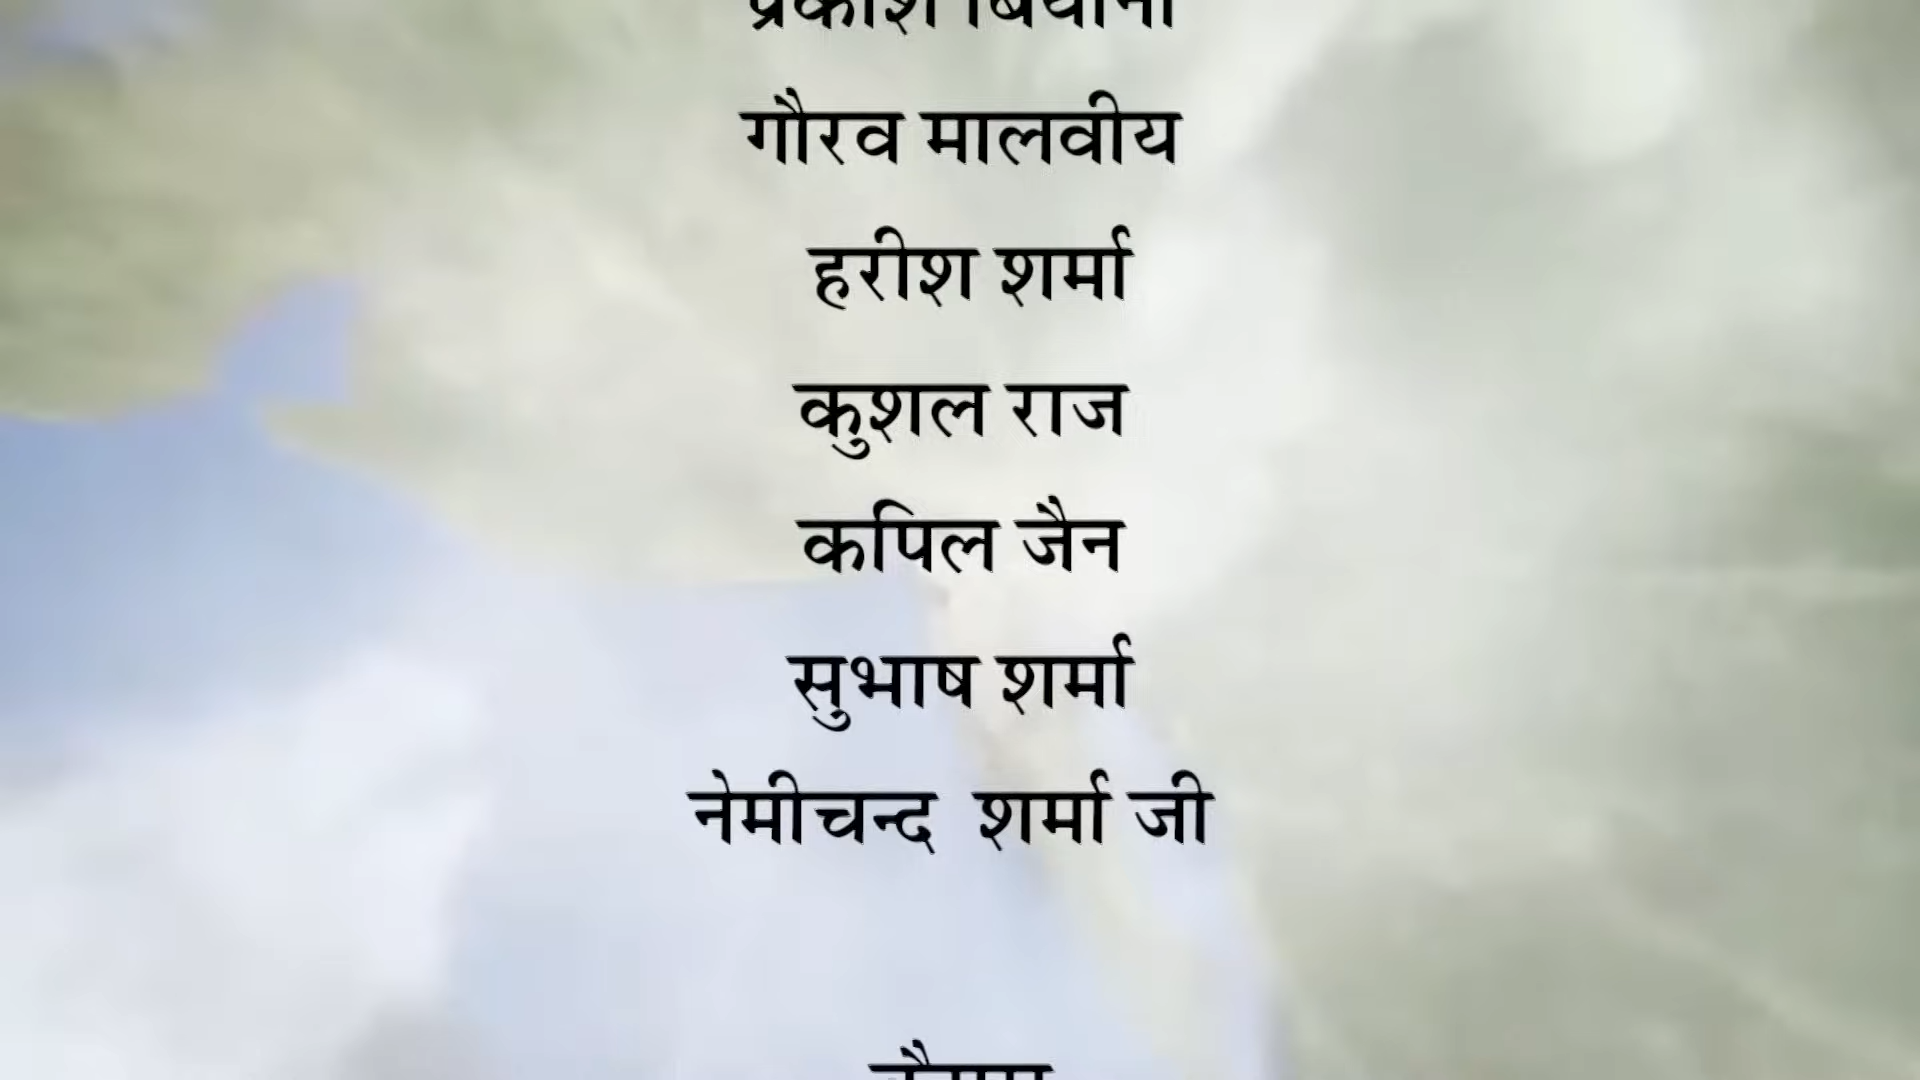 प्रकाश बियानी
गौरव मालवीय
हरीश शर्मा
कुशल राज
कपिल जैन
सुभाष शर्मा
नेमीचन्द शर्मा जी